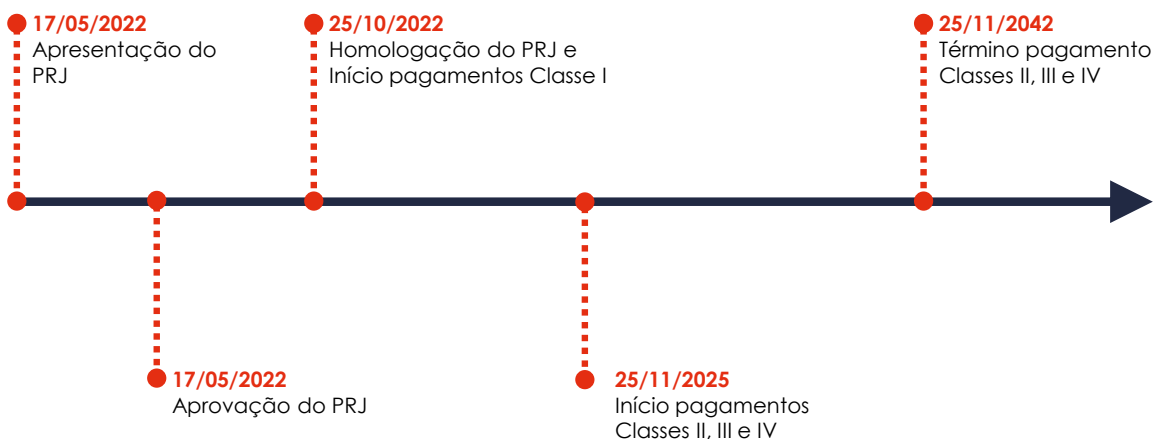 17/05/2022
Apresentação do
PRJ
25/10/2022
Homologação do PRJ e
Início pagamentos Classe I
25/11/2042
Término pagamento
Classes II, III e IV
17/05/2022
Aprovação do PRJ
25/11/2025
Início pagamentos
Classes II, III e IV